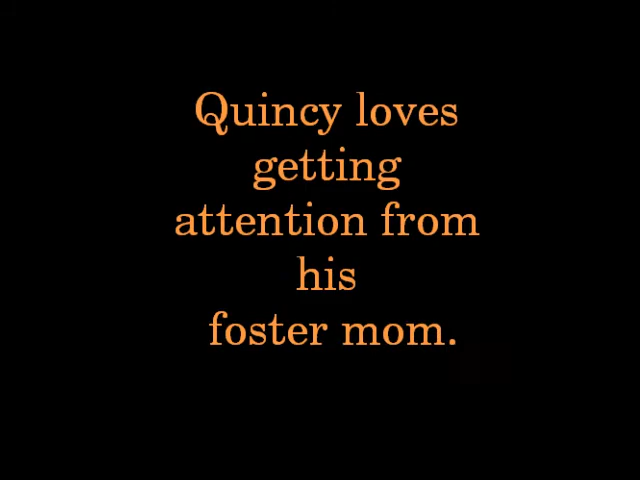 Quincy loves
getting
attention from
his
foster mom.